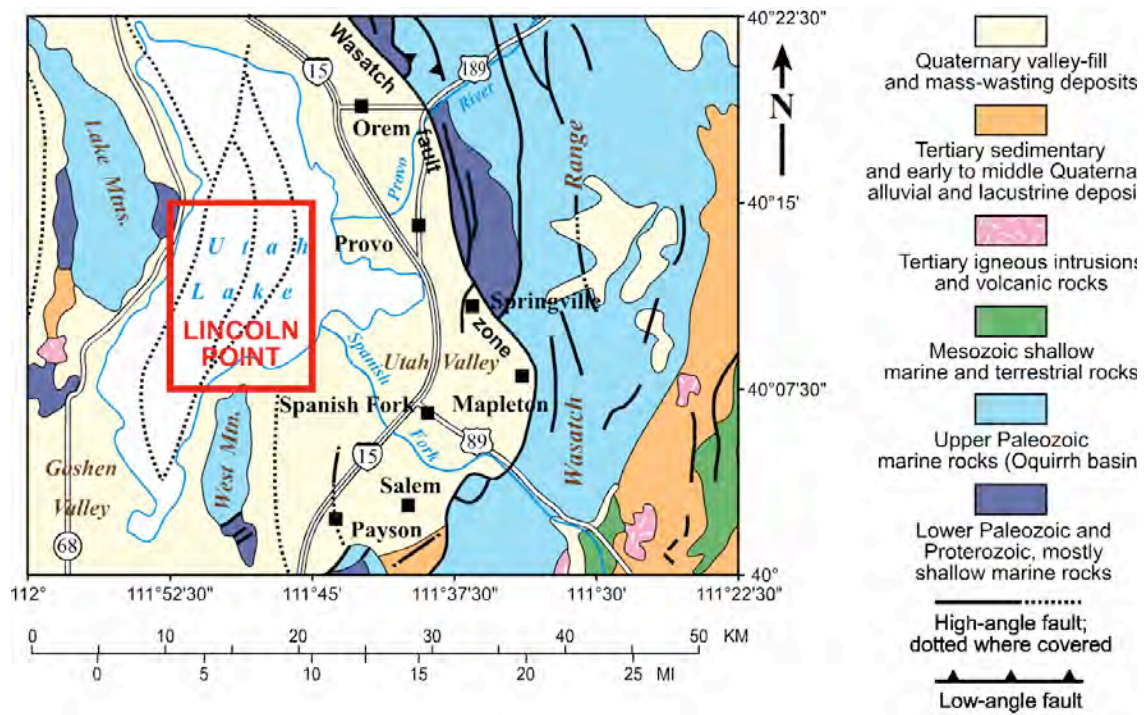 40°22'30"
15
Wasatch
189
River
Orem
fault
N
Lake
Mtns.
Provo
Range
40°15'
Utah
Lake
Provo
Springville
zone
LINCOLN
POINT
Spanish
Utah Valley
40°07'30"
Spanish Fork
Mapleton
West Mtn.
Wasatch
89
15
Fork
Goshen
Valley
Salem
Payson
68
40°
112°
111°52'30"
111°45
111°37'30"
111°30'
111°22'30"
0 10 20 30 40 50 KM
0 5 10 15 20 25 MI
Quaternary valley-fill
and mass-wasting deposits
Tertiary sedimentary
and early to middle Quaterna
alluvial and lacustrine deposi
Tertiary igneous intrusions
and volcanic rocks
Mesozoic shallow
marine and terrestrial rocks
Upper Paleozoic
marine rocks (Oquirrh basin
Lower Paleozoic and
Proterozoic, mostly
shallow marine rocks
High-angle fault;
dotted where covered
Low-angle fault